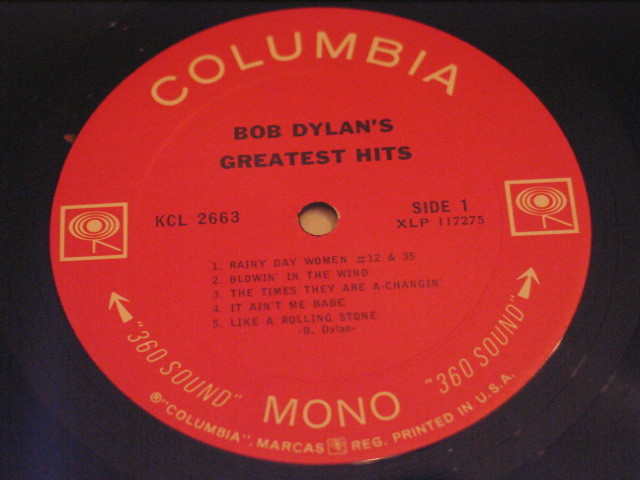 COLUMBIA
BOB DYLAN'S
GREATEST HITS
KCL 2663
SIDE 1
XLP 117275
1. RAINY DAY WOMEN #12 & 35
2. BLOWIN' IN THE WIND
3. THE TIMES THEY ARE A-CHANGIN'
4. IT AIN'T ME BABE
5. LIKE A ROLLING STONE
-B. Dylan-
"360 SOUND" MONO "360 SOUND"
Ⓡ"COLUMBIA", MARCAS REG. PRINTED IN U.S.A.